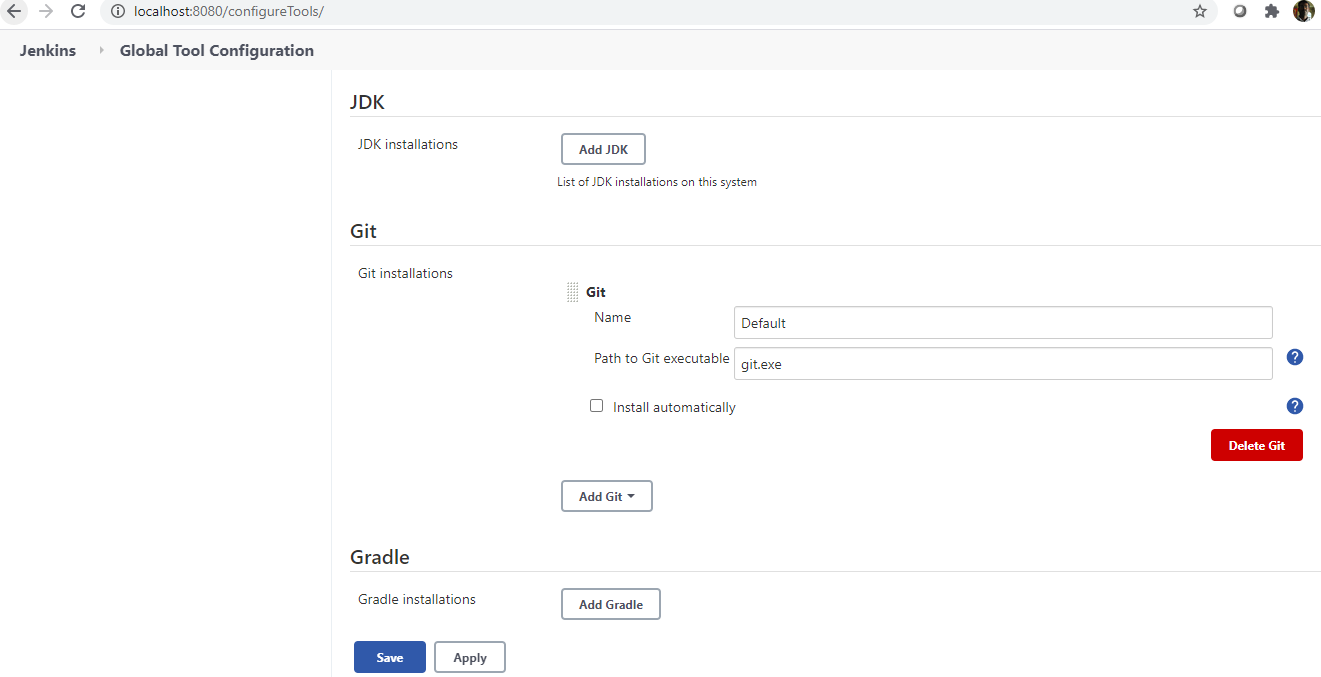 localhost:8080/configureTools/
Jenkins Global Tool Configuration
JDK
JDK installations
Add JDK
List of JDK installations on this system
Git
Git installations
Git
Name
Default
Path to Git executable
git.exe
?
Install automatically
?
Delete Git
Add Git
Gradle
Gradle installations
Add Gradle
Save Apply